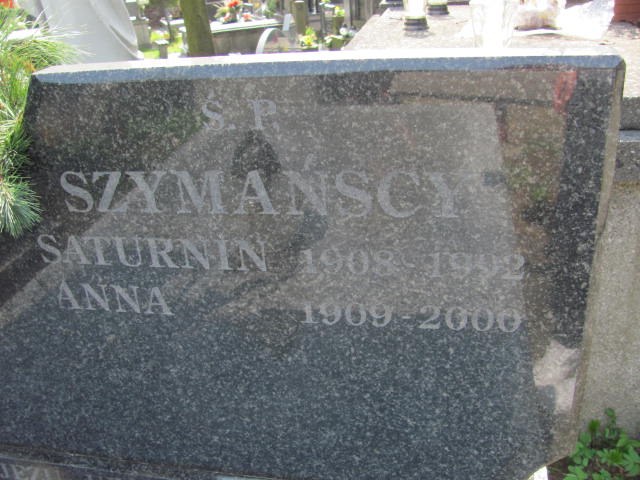 Ś. P.
SZYMAŃSCY
SATURNIN 1908-1992
ANNA 1909-2000